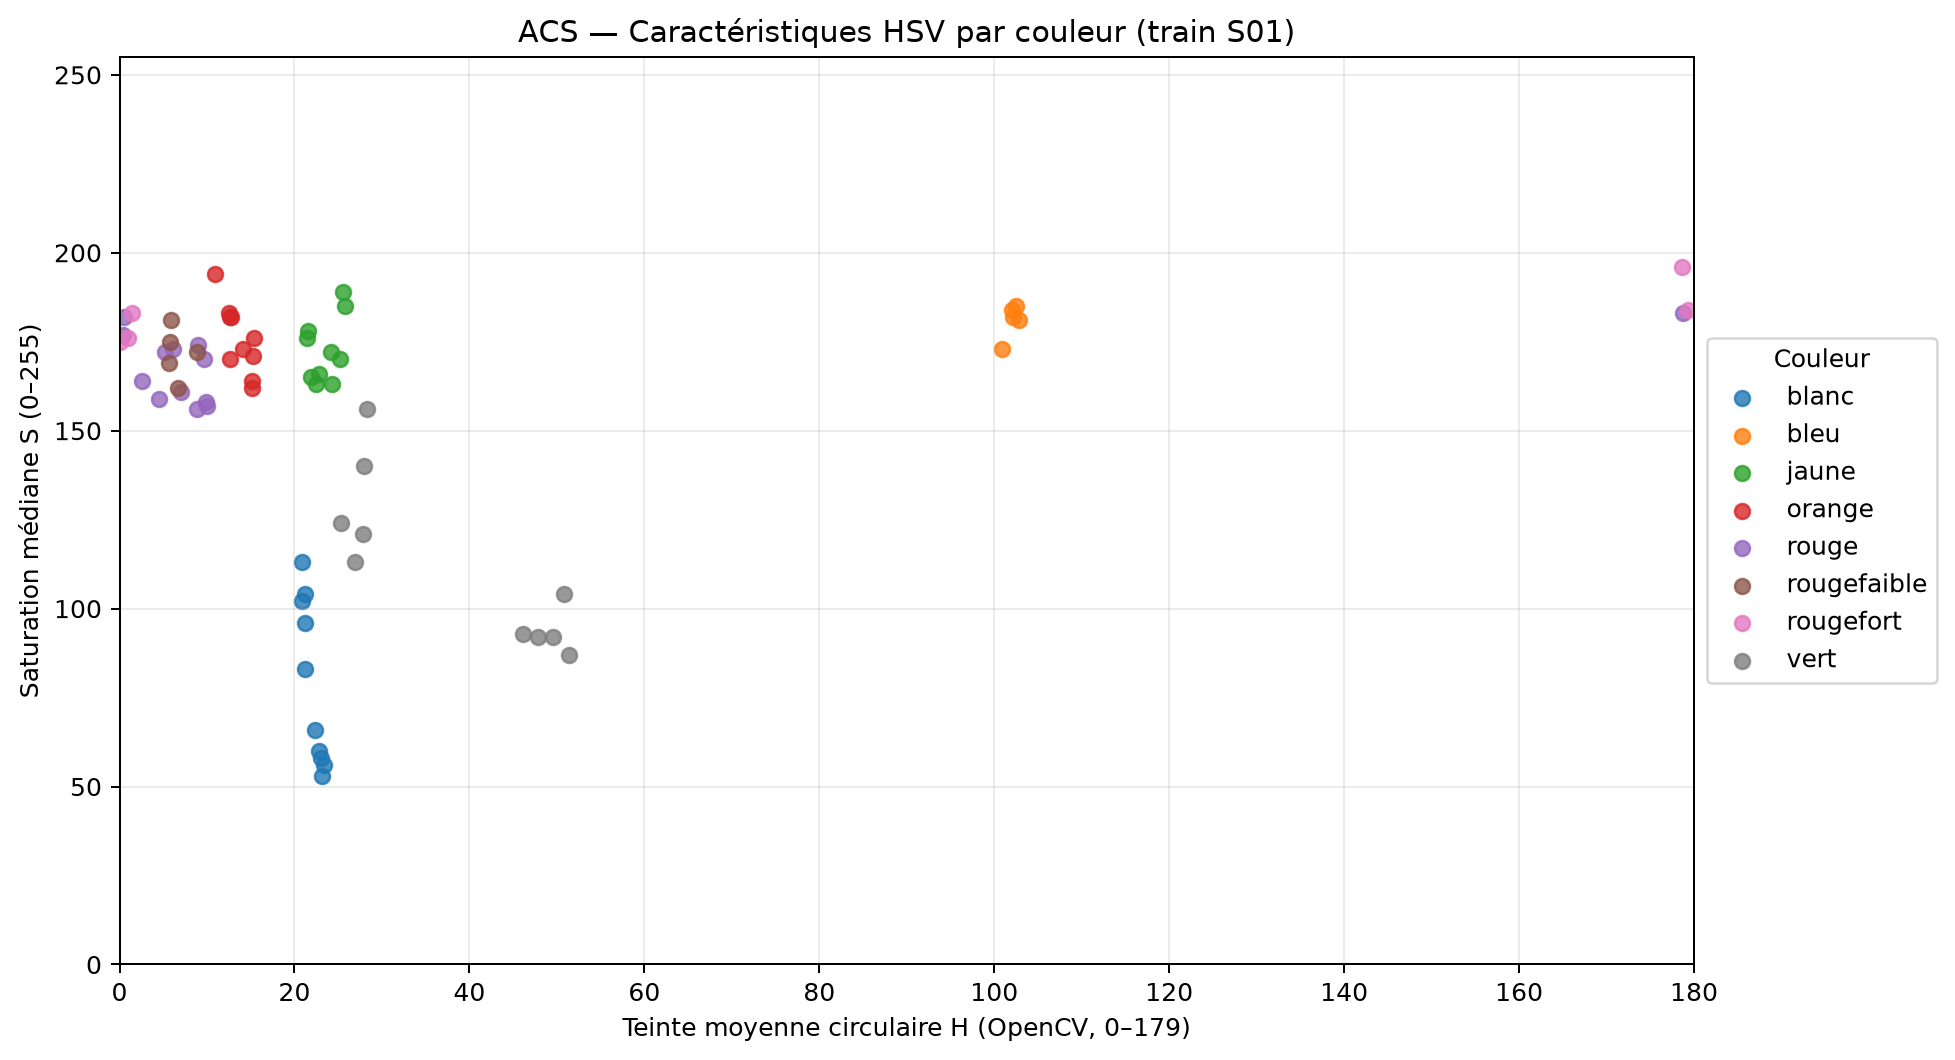 ACS — Caractéristiques HSV par couleur (train S01)
Saturation médiane S (0–255)
250
200
150
100
50
0
0 20 40 60 80 100 120 140 160 180
Teinte moyenne circulaire H (OpenCV, 0–179)
Couleur
blanc
bleu
jaune
orange
rouge
rougefaible
rougefort
vert